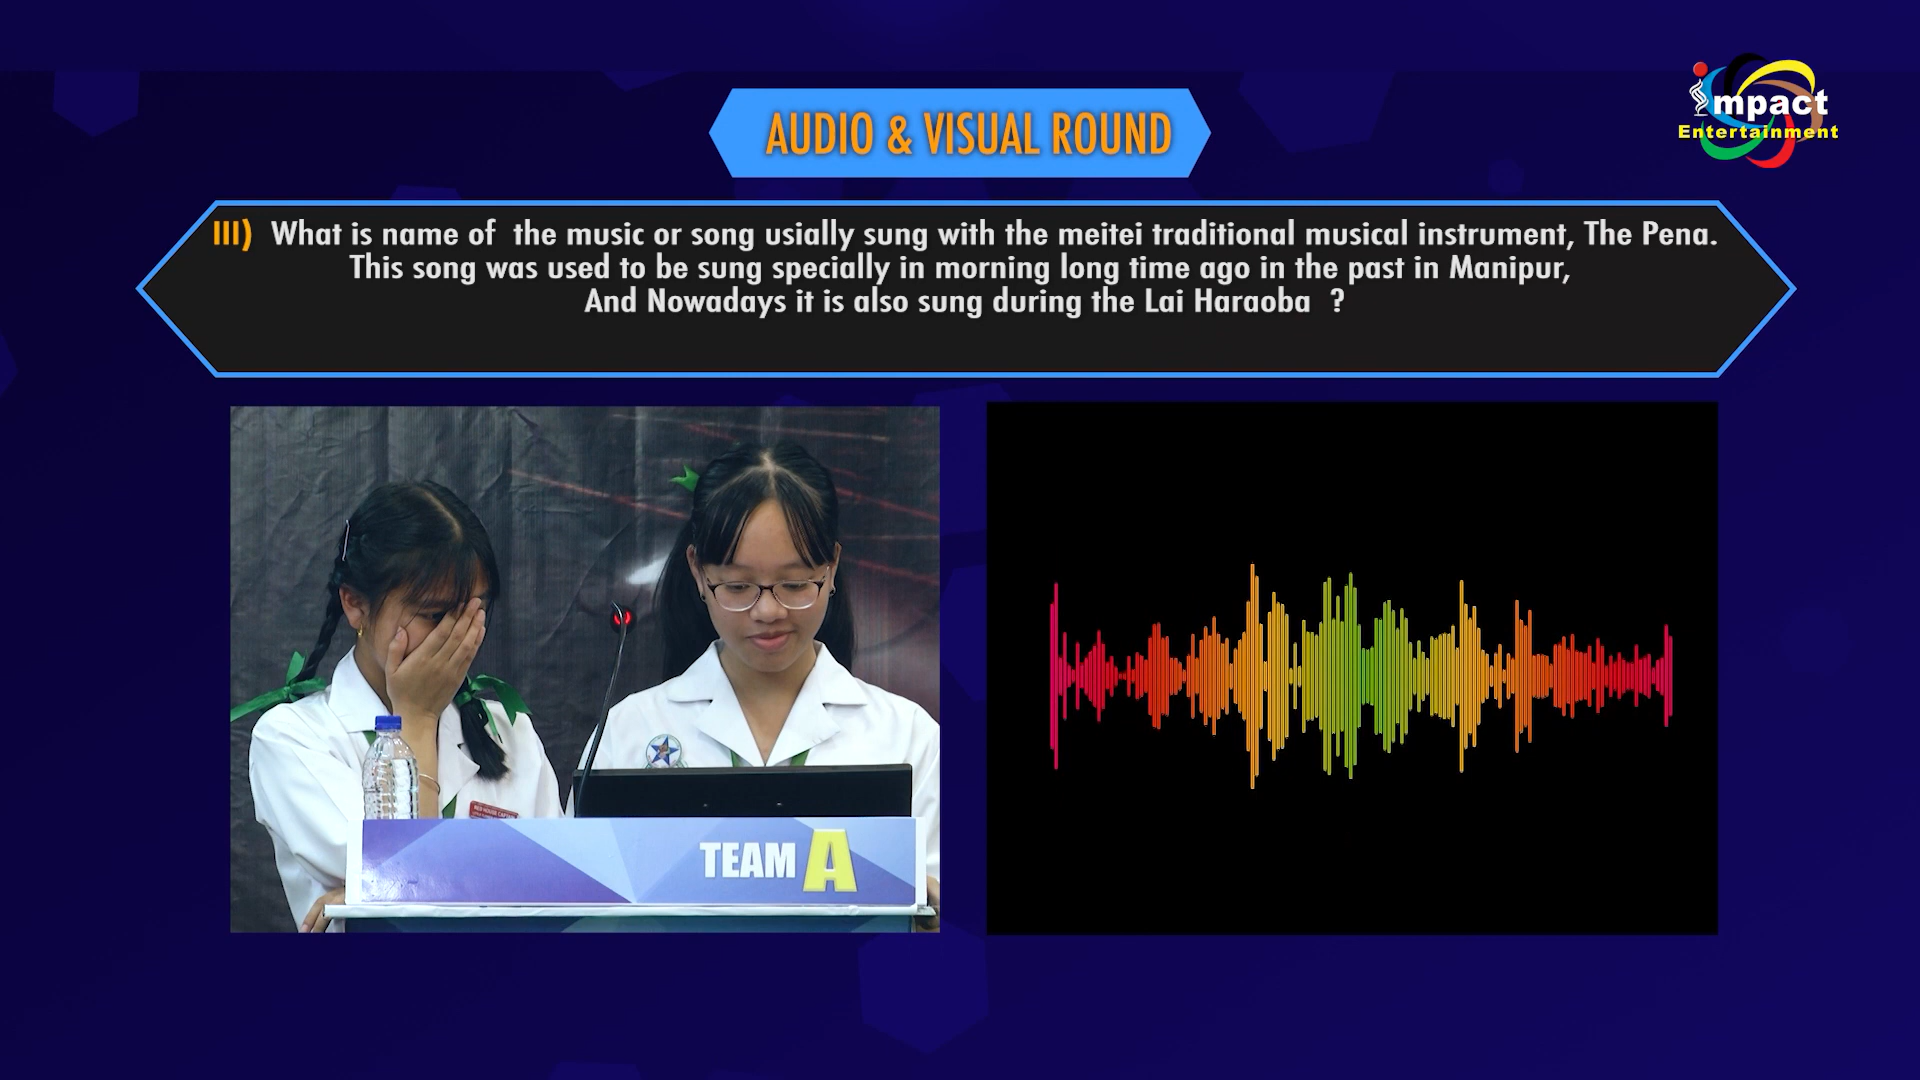 impact
Entertainment
AUDIO & VISUAL ROUND
III) What is name of the music or song usially sung with the meitei traditional musical instrument, The Pena.
This song was used to be sung specially in morning long time ago in the past in Manipur,
And Nowadays it is also sung during the Lai Haraoba ?
TEAM A